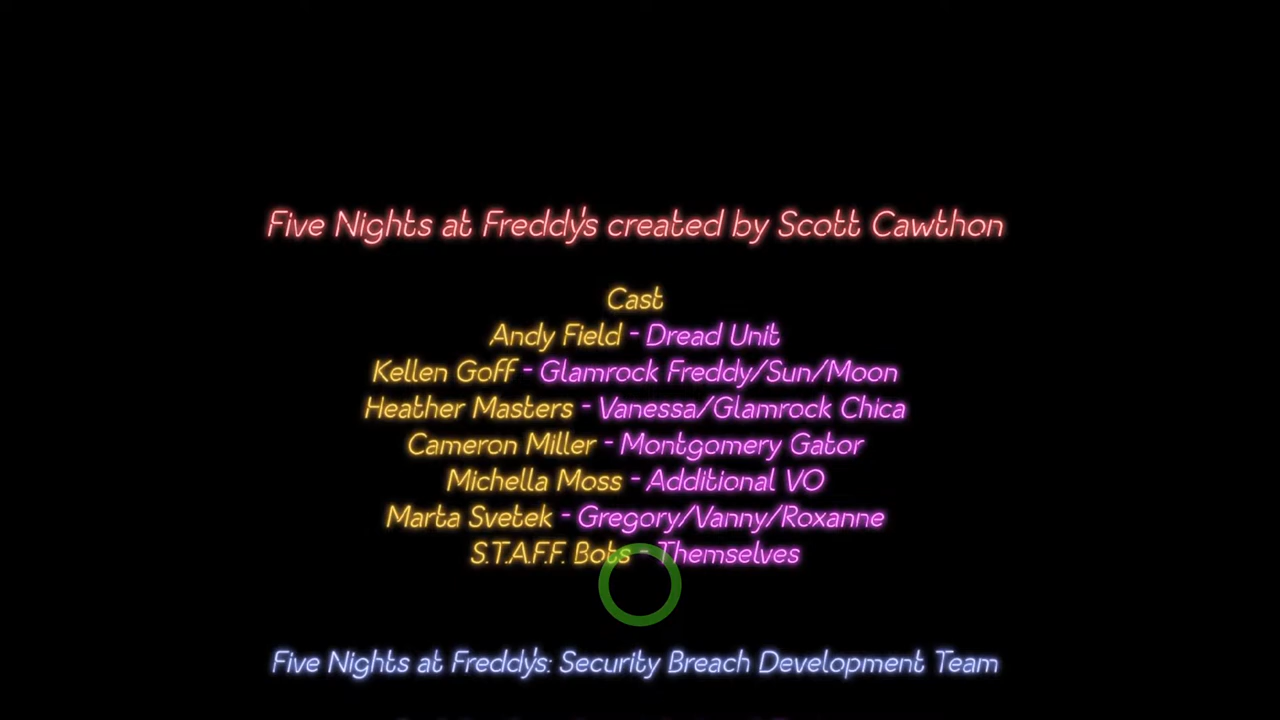 Five Nights at Freddy's created by Scott Cawthon
Cast
Andy Field - Dread Unit
Kellen Goff - Glamrock Freddy/Sun/Moon
Heather Masters - Vanessa/Glamrock Chica
Cameron Miller - Montgomery Gator
Michella Moss - Additional VO
Marta Svetek - Gregory/Vanny/Roxanne
S.T.A.F.F. Bots - Themselves
Five Nights at Freddy's: Security Breach Development Team